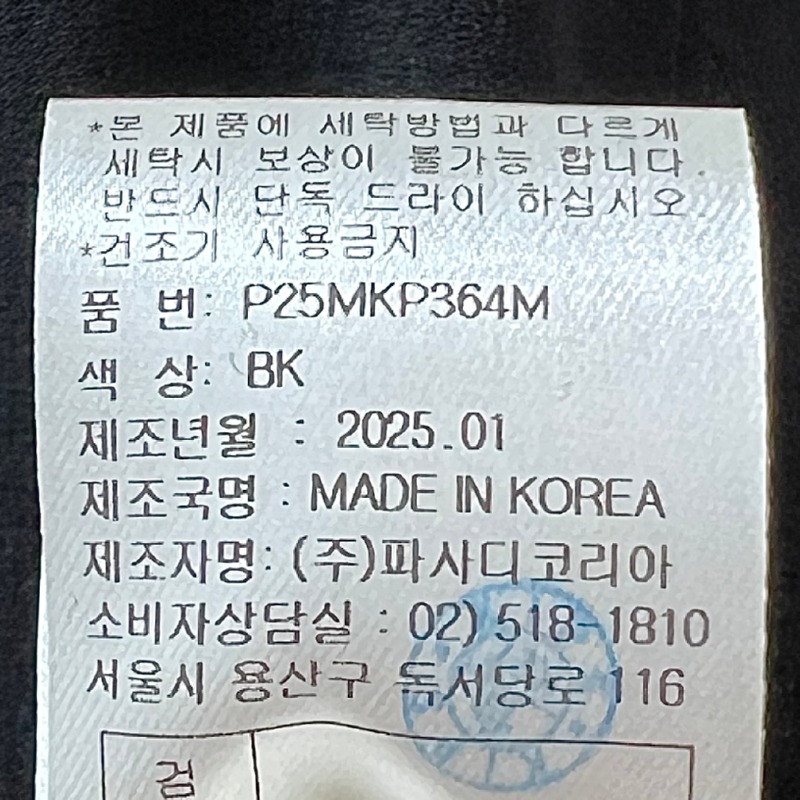 *본 제품에 세탁방법과 다르게
세탁시 보상이 불가능 합니다.
반드시 단독 드라이 하십시오.
*건조기 사용금지
품 번: P25MKP364M
색 상: BK
제조년월 : 2025.01
제조국명 : MADE IN KOREA
제조자명: (주)파사디코리아
소비자상담실 : 02) 518-1810
서울시 용산구 독서당로 116
검